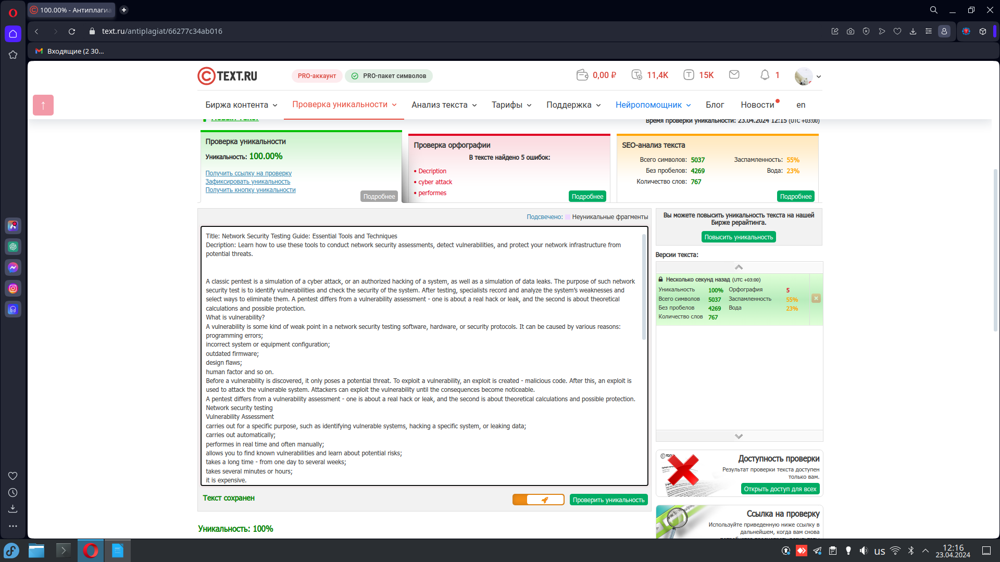 100.00% - Антиплагиа
text.ru/antiplagiat/66277c34ab016
Входящие (2 30...
TEXT.RU
PRO-аккаунт
PRO-пакет символов
0,00 ₽
11,4K
15K
1
Биржа контента
Проверка уникальности
Анализ текста
Тарифы
Поддержка
Нейропомощник
Блог
Новости
en
Новый текст
Время проверки уникальности: 23.04.2024 12:15 (UTC +03:00)
Проверка уникальности
Уникальность: 100.00%
Получить ссылку на проверку
Зафиксировать уникальность
Получить кнопку уникальности
Подробнее
Проверка орфографии
В тексте найдено 5 ошибок:
• Decription
• cyber attack
• performes
Подробнее
SEO-анализ текста
Всего символов: 5037 Заспамленность: 55%
Без пробелов: 4269 Вода: 23%
Количество слов: 767
Подробнее
Подсвечено: Неуникальные фрагменты
Title: Network Security Testing Guide: Essential Tools and Techniques
Decription: Learn how to use these tools to conduct network security assessments, detect vulnerabilities, and protect your network infrastructure from
potential threats.
A classic pentest is a simulation of a cyber attack, or an authorized hacking of a system, as well as a simulation of data leaks. The purpose of such network
security test is to identify vulnerabilities and check the security of the system. After testing, specialists record and analyze the system's weaknesses and
select ways to eliminate them. A pentest differs from a vulnerability assessment - one is about a real hack or leak, and the second is about theoretical
calculations and possible protection.
What is vulnerability?
A vulnerability is some kind of weak point in a network security testing software, hardware, or security protocols. It can be caused by various reasons:
programming errors;
incorrect system or equipment configuration;
outdated firmware;
design flaws;
human factor and so on.
Before a vulnerability is discovered, it only poses a potential threat. To exploit a vulnerability, an exploit is created - malicious code. After this, an exploit is
used to attack the vulnerable system. Attackers can exploit the vulnerability until the consequences become noticeable.
A pentest differs from a vulnerability assessment - one is about a real hack or leak, and the second is about theoretical calculations and possible protection.
Network security testing
Vulnerability Assessment
carries out for a specific purpose, such as identifying vulnerable systems, hacking a specific system, or leaking data;
carries out automatically;
performes in real time and often manually;
allows you to find known vulnerabilities and learn about potential risks;
takes a long time - from one day to several weeks;
takes several minutes or hours;
it is expensive.
Текст сохранен
Проверить уникальность
Уникальность: 100%
Вы можете повысить уникальность текста на нашей
Бирже рерайтинга.
Повысить уникальность
Версии текста:
Несколько секунд назад (UTC +03:00)
Уникальность 100% Орфография 5
Всего символов 5037 Заспамленность 55%
Без пробелов 4269 Вода 23%
Количество слов 767
Доступность проверки
Результат проверки текста доступен
только вам.
Открыть доступ для всех
Ссылка на проверку
Используйте приведенную ниже ссылку в
дальнейшем, когда вам снова
us
12:16
23.04.2024